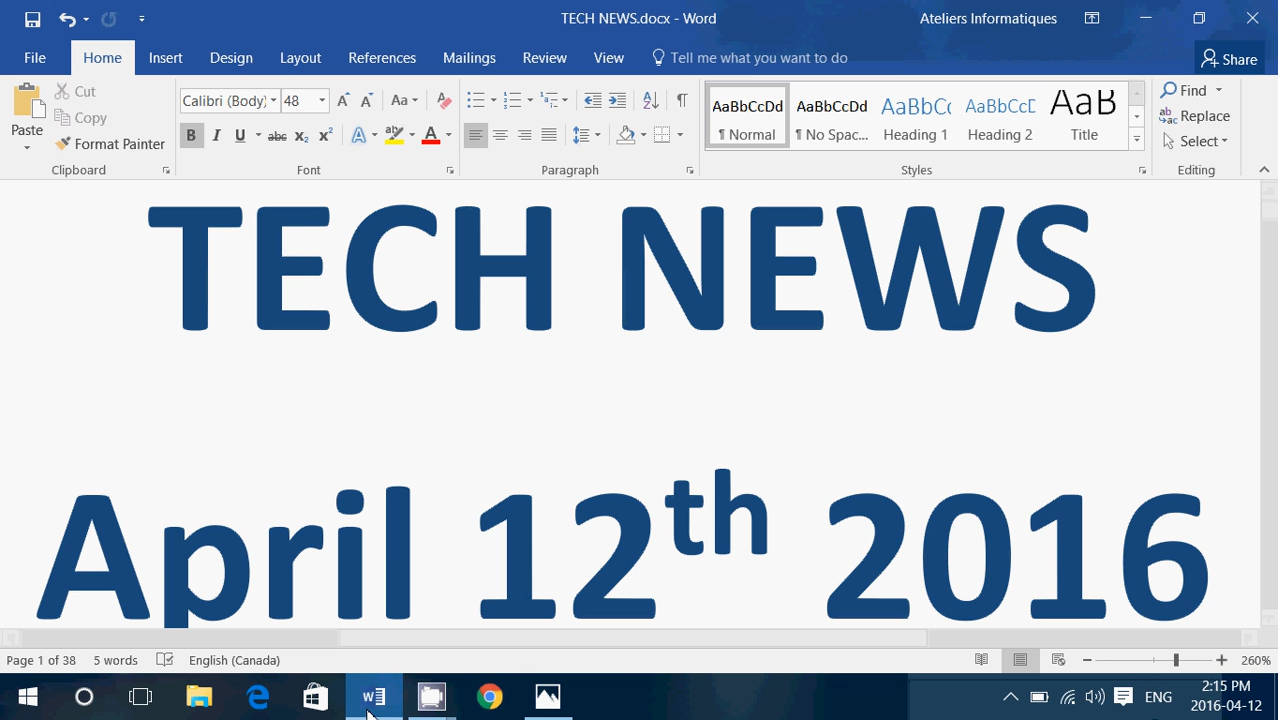 TECH NEWS.docx - Word
Ateliers Informatiques
File Home Insert Design Layout References Mailings Review View Tell me what you want to do Share
Paste
Cut
Copy
Format Painter
Clipboard
Calibri (Body) 48
Font
Paragraph
AaBbCcDd
¶ Normal
AaBbCcDd
¶ No Spac...
AaBbCc
Heading 1
AaBbCcD
Heading 2
AaB
Title
Styles
Find
Replace
Select
Editing
TECH NEWS
April 12th 2016
Page 1 of 38 5 words English (Canada) 260%
ENG
2:15 PM
2016-04-12